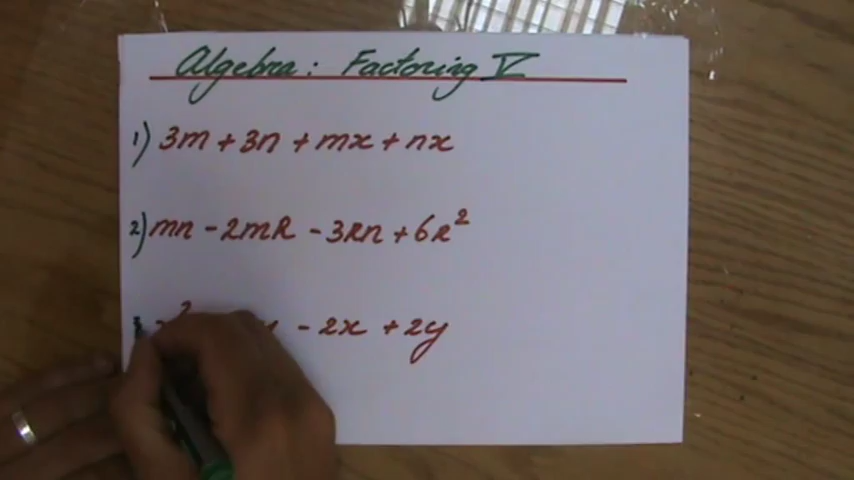 Algebra: Factoring V
1) 3m + 3n + mx + nx
2) mn - 2mR - 3Rn + 6R²
- 2x + 2y